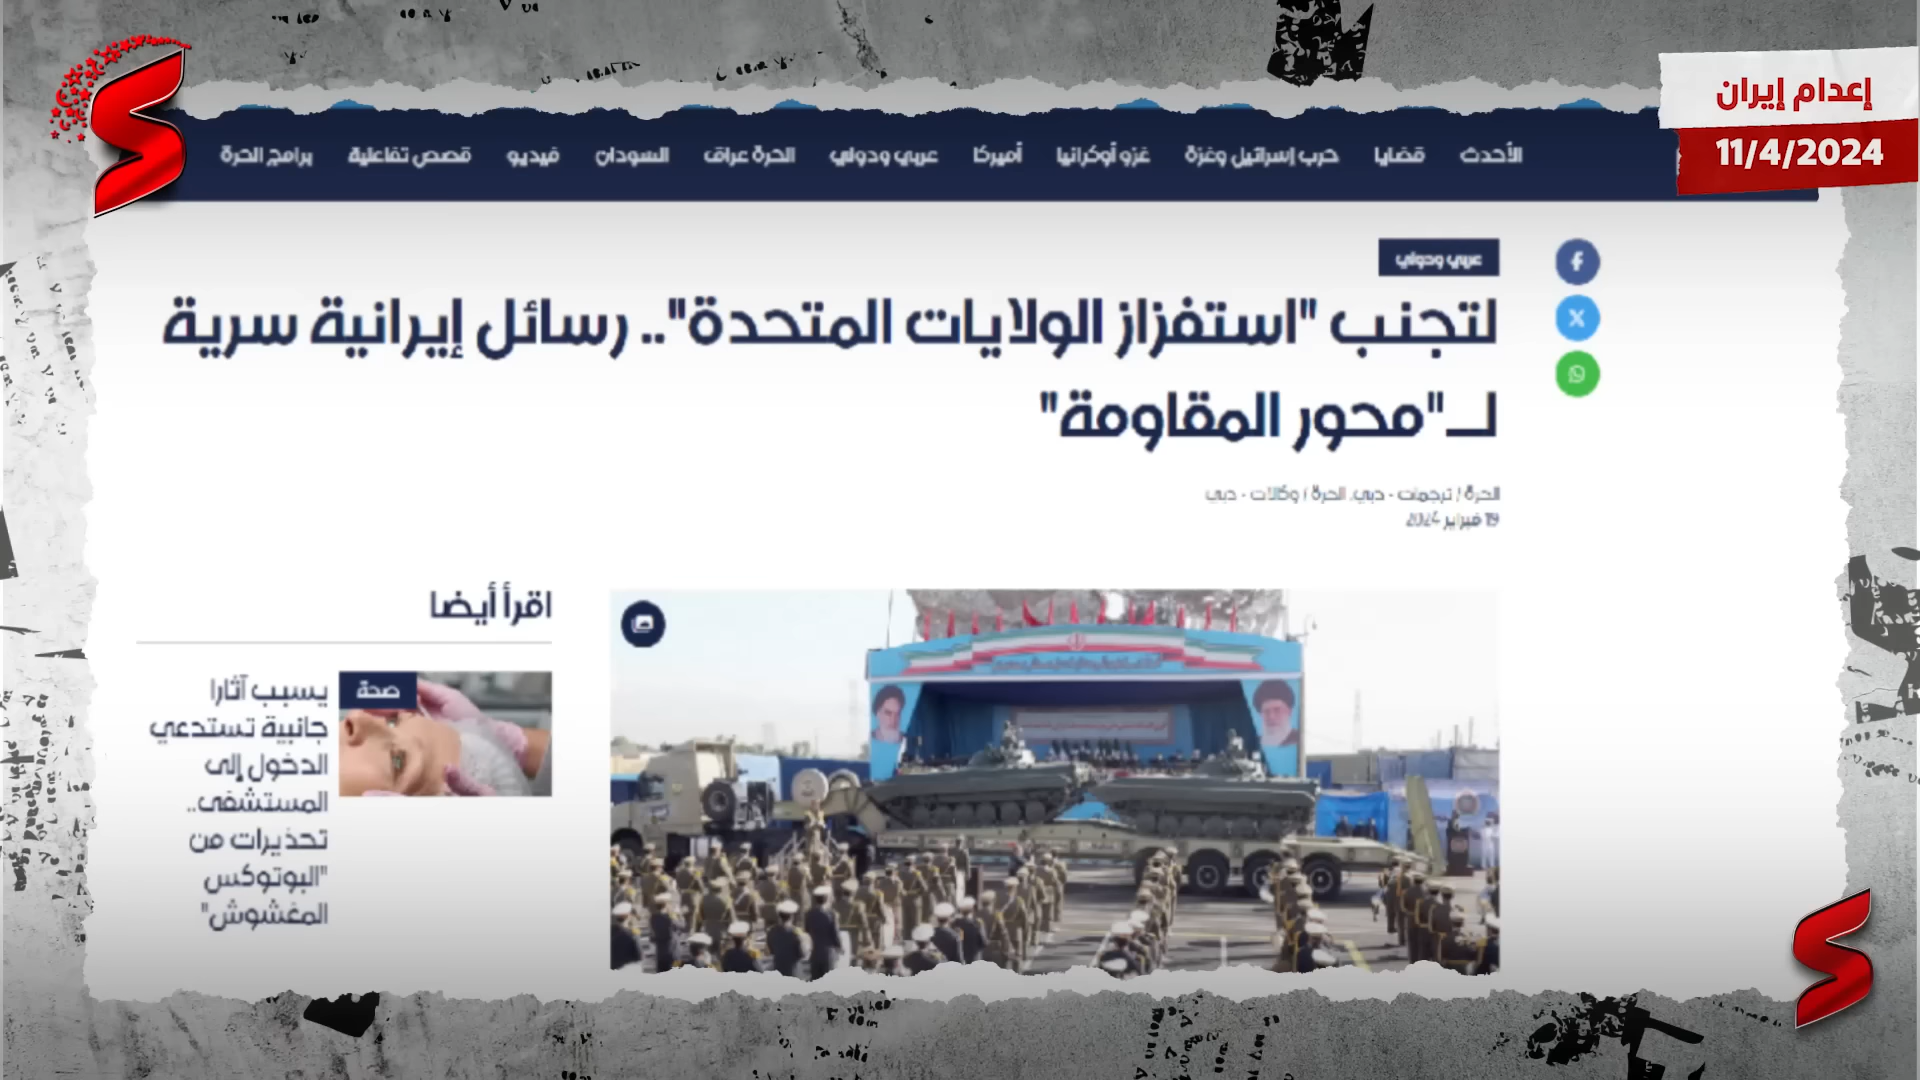 إعدام إيران
11/4/2024
الأحدث قضايا حرب إسرائيل وغزة غزو أوكرانيا أميركا عربي ودولي الحرة عراق السودان فيديو قصص تفاعلية برامج الحرة
عربي ودولي
لتجنب "استفزاز الولايات المتحدة".. رسائل إيرانية سرية
لــ"محور المقاومة"
الحرة / ترجمات - دبي, الحرة / وكالات - دبي
19 فبراير 2024
اقرأ أيضا
صحة
يسبب آثارا
جانبية تستدعي
الدخول إلى
المستشفى..
تحذيرات من
"البوتوكس
المغشوش"